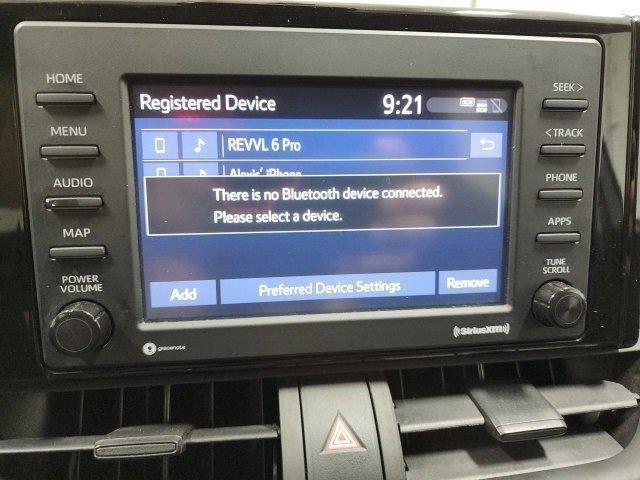 HOME
MENU
AUDIO
MAP
POWER
VOLUME
Registered Device 9:21
REVVL 6 Pro
Alexis' iPhone
There is no Bluetooth device connected.
Please select a device.
Add
Preferred Device Settings
Remove
SEEK >
< TRACK
PHONE
APPS
TUNE
SCROLL
gracenote
SiriusXM